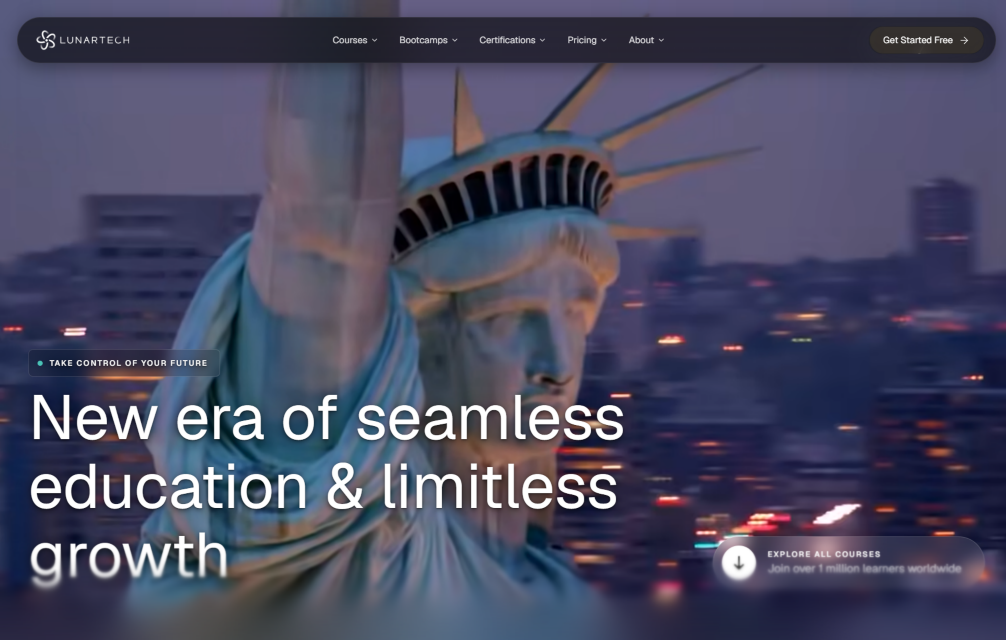 LUNARTECH
Courses
Bootcamps
Certifications
Pricing
About
Get Started Free
TAKE CONTROL OF YOUR FUTURE
New era of seamless
education & limitless
growth
EXPLORE ALL COURSES
Join over 1 million learners worldwide